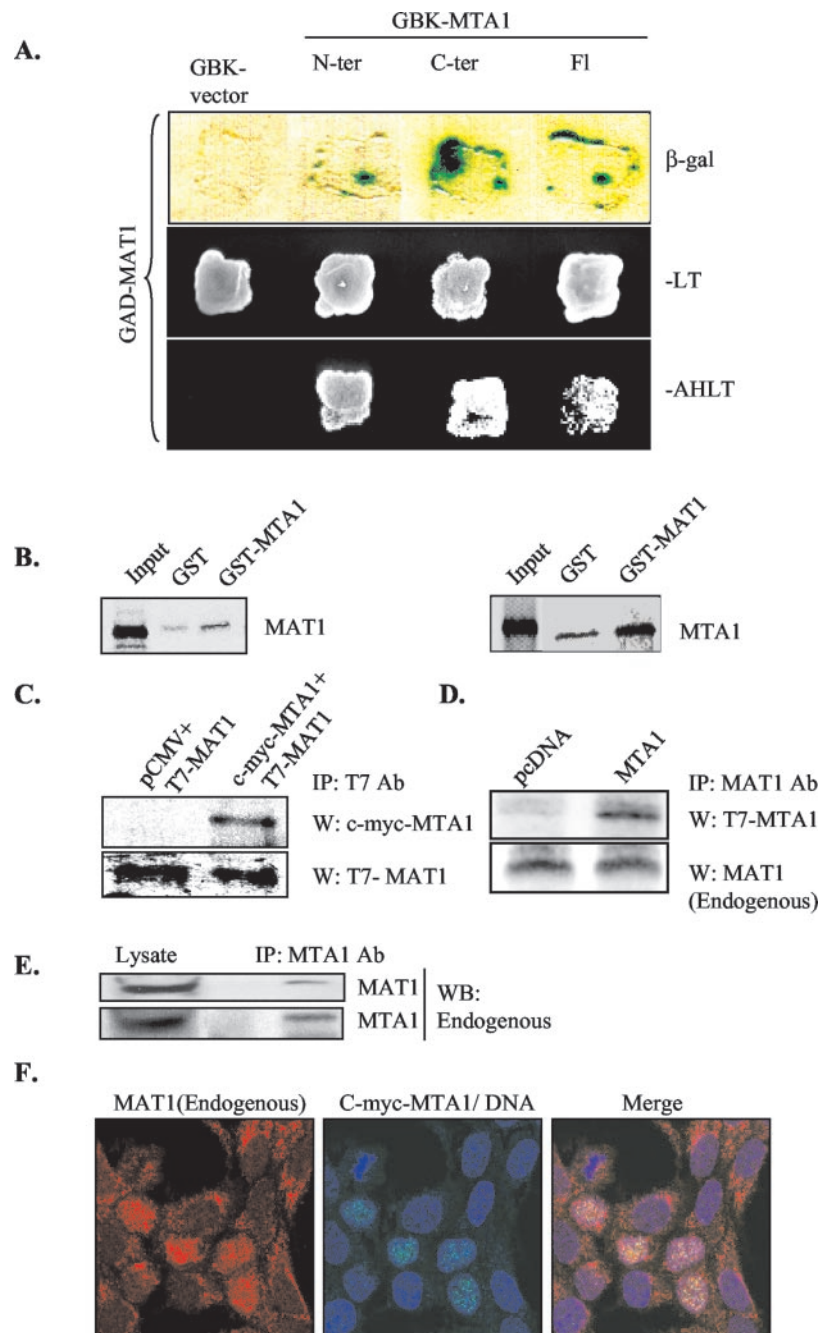 A.
GBK-MTA1
GBK-
vector
N-ter
C-ter
Fl
GAD-MAT1
β-gal
-LT
-AHLT
B.
Input
GST
GST-MTA1
MAT1
Input
GST
GST-MAT1
MTA1
C.
pCMV+
T7-MAT1
c-myc-MTA1+
T7-MAT1
IP: T7 Ab
W: c-myc-MTA1
W: T7- MAT1
D.
pcDNA
MTA1
IP: MAT1 Ab
W: T7-MTA1
W: MAT1
(Endogenous)
E.
Lysate
IP: MTA1 Ab
MAT1
MTA1
WB:
Endogenous
F.
MAT1(Endogenous)
C-myc-MTA1/ DNA
Merge